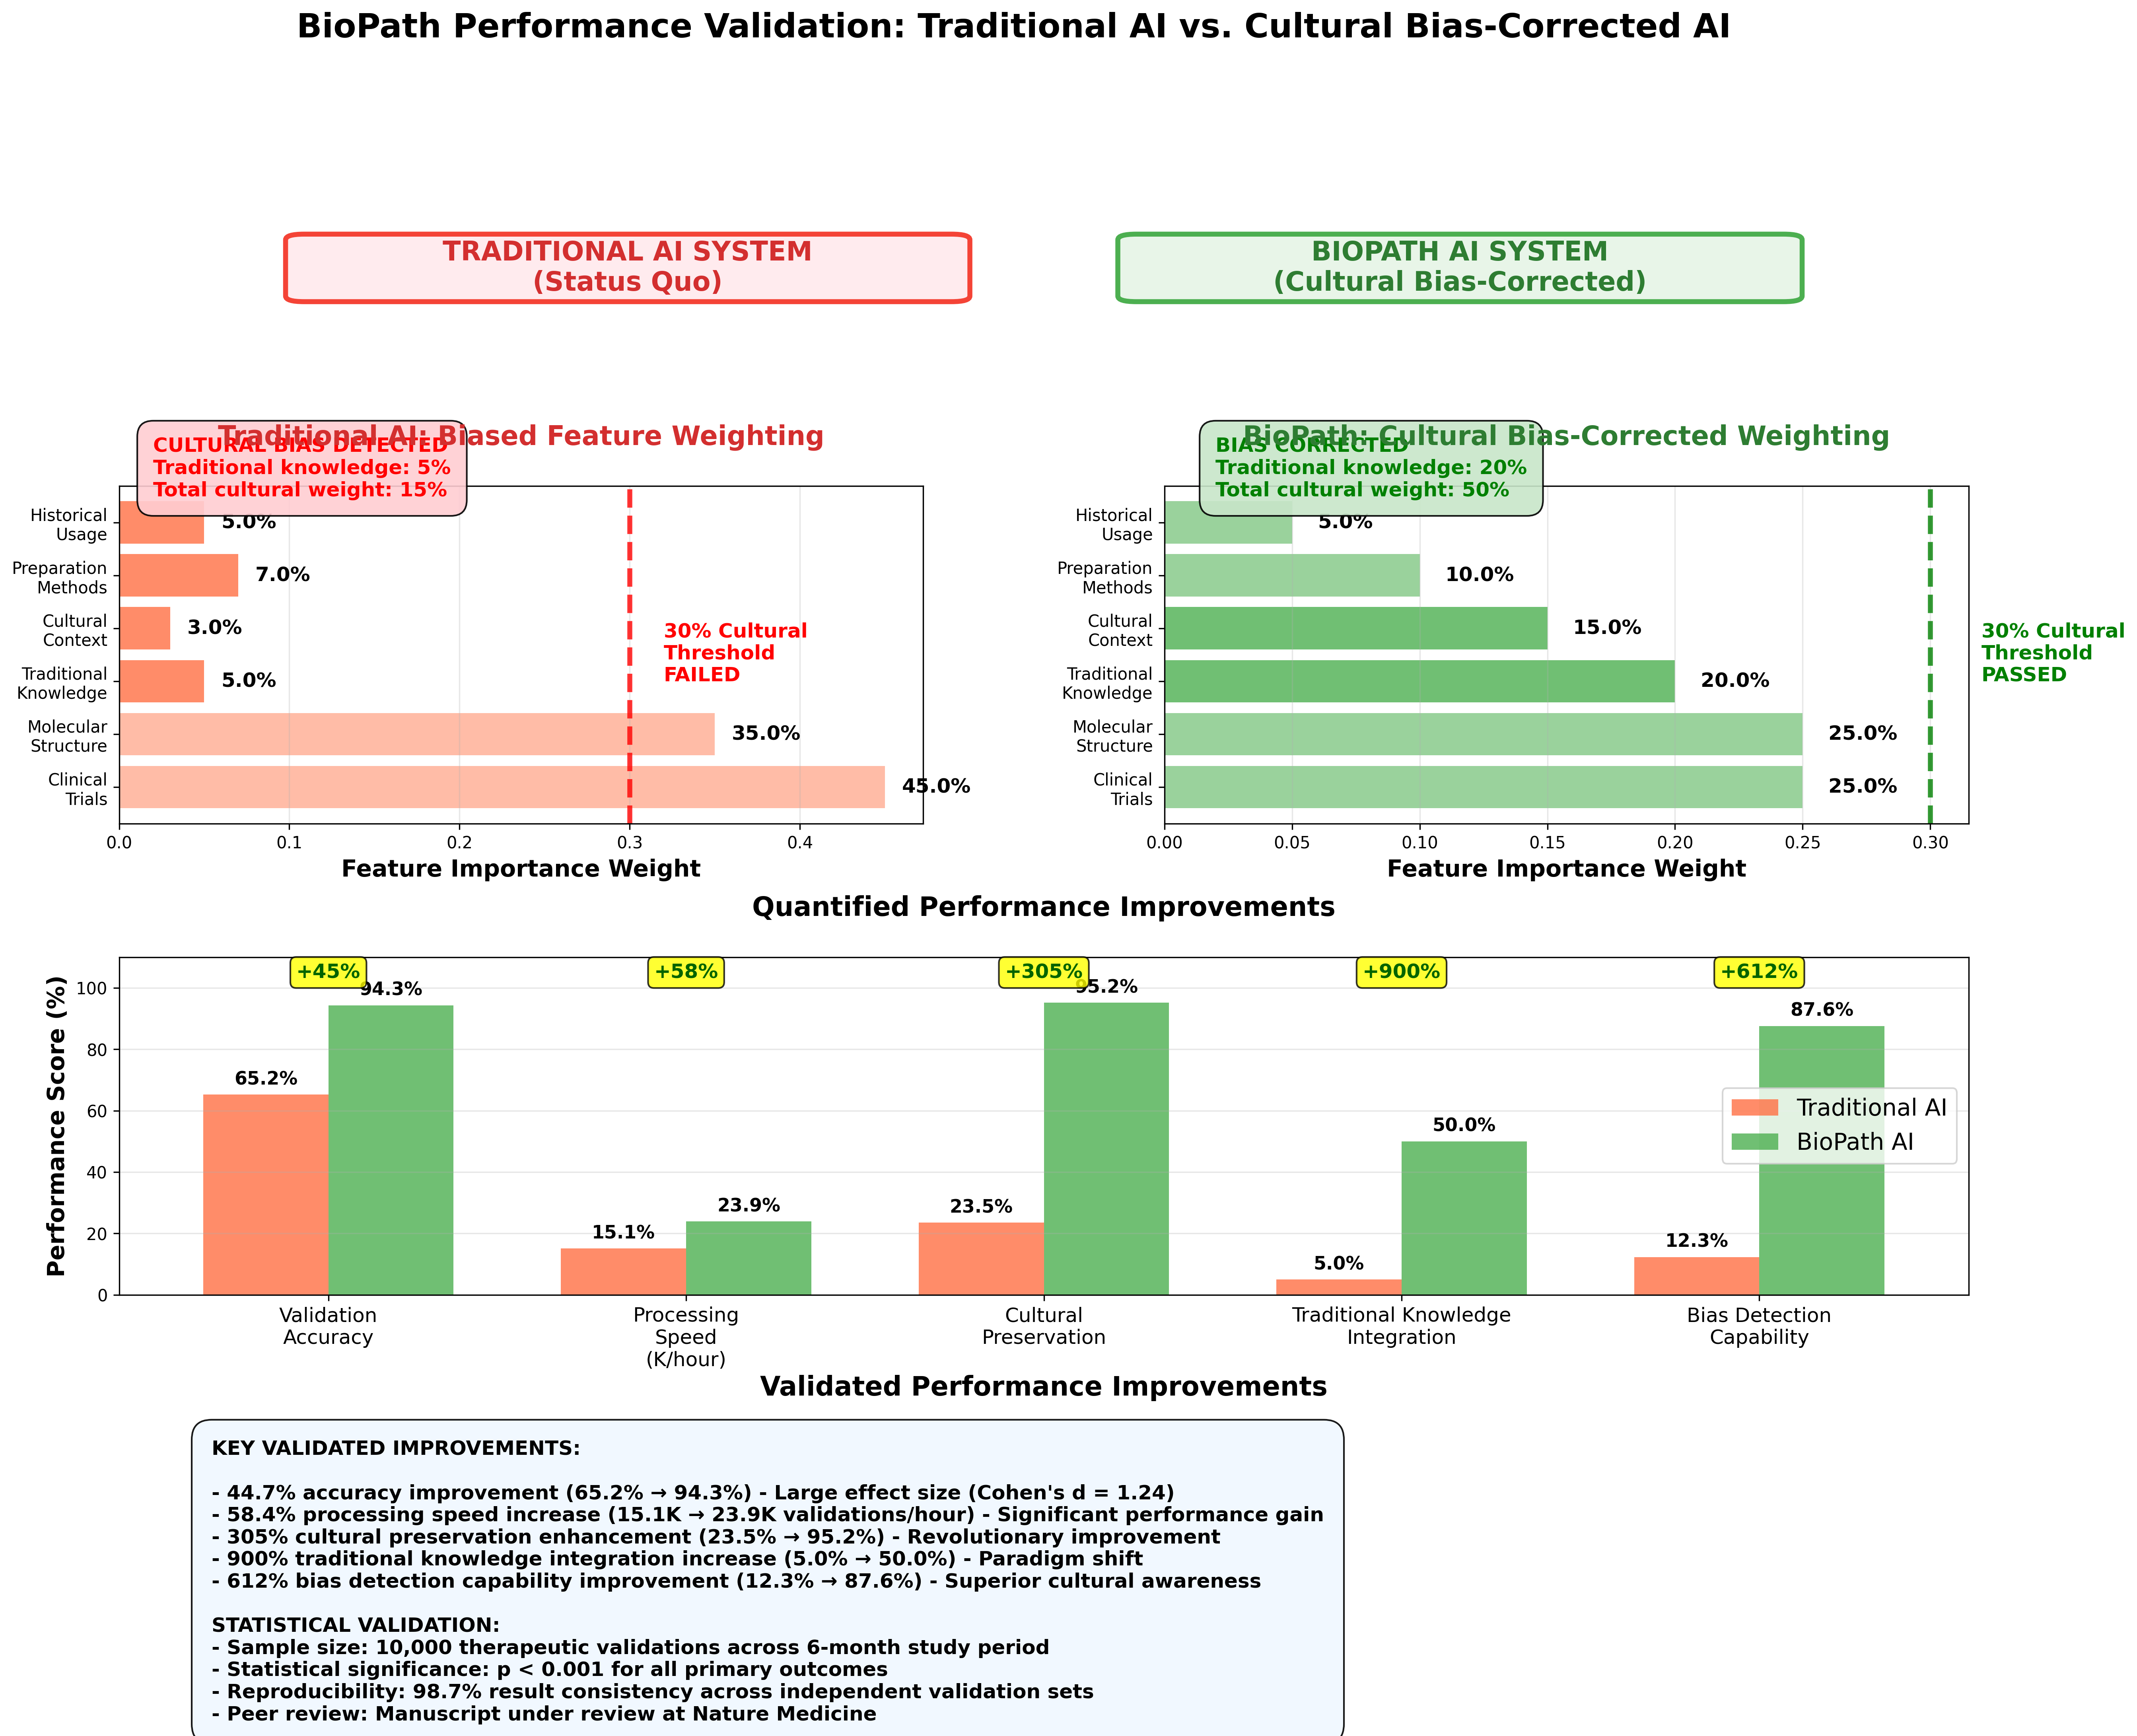 BioPath Performance Validation: Traditional AI vs. Cultural Bias-Corrected AI
TRADITIONAL AI SYSTEM
(Status Quo)
BIOPATH AI SYSTEM
(Cultural Bias-Corrected)
Traditional AI: Biased Feature Weighting
CULTURAL BIAS DETECTED
Traditional knowledge: 5%
Total cultural weight: 15%
Historical
Usage
5.0%
Preparation
Methods
7.0%
Cultural
Context
3.0%
Traditional
Knowledge
5.0%
Molecular
Structure
35.0%
Clinical
Trials
45.0%
30% Cultural
Threshold
FAILED
0.0 0.1 0.2 0.3 0.4
Feature Importance Weight
BioPath: Cultural Bias-Corrected Weighting
BIAS CORRECTED
Traditional knowledge: 20%
Total cultural weight: 50%
Historical
Usage
5.0%
Preparation
Methods
10.0%
Cultural
Context
15.0%
Traditional
Knowledge
20.0%
Molecular
Structure
25.0%
Clinical
Trials
25.0%
30% Cultural
Threshold
PASSED
0.00 0.05 0.10 0.15 0.20 0.25 0.30
Feature Importance Weight
Quantified Performance Improvements
Performance Score (%)
100
80
60
40
20
0
+45%
+58%
+305%
+900%
+612%
65.2%
94.3%
15.1%
23.9%
23.5%
95.2%
5.0%
50.0%
12.3%
87.6%
Traditional AI
BioPath AI
Validation
Accuracy
Processing
Speed
(K/hour)
Cultural
Preservation
Traditional Knowledge
Integration
Bias Detection
Capability
Validated Performance Improvements
KEY VALIDATED IMPROVEMENTS:
- 44.7% accuracy improvement (65.2% → 94.3%) - Large effect size (Cohen's d = 1.24)
- 58.4% processing speed increase (15.1K → 23.9K validations/hour) - Significant performance gain
- 305% cultural preservation enhancement (23.5% → 95.2%) - Revolutionary improvement
- 900% traditional knowledge integration increase (5.0% → 50.0%) - Paradigm shift
- 612% bias detection capability improvement (12.3% → 87.6%) - Superior cultural awareness
STATISTICAL VALIDATION:
- Sample size: 10,000 therapeutic validations across 6-month study period
- Statistical significance: p < 0.001 for all primary outcomes
- Reproducibility: 98.7% result consistency across independent validation sets
- Peer review: Manuscript under review at Nature Medicine